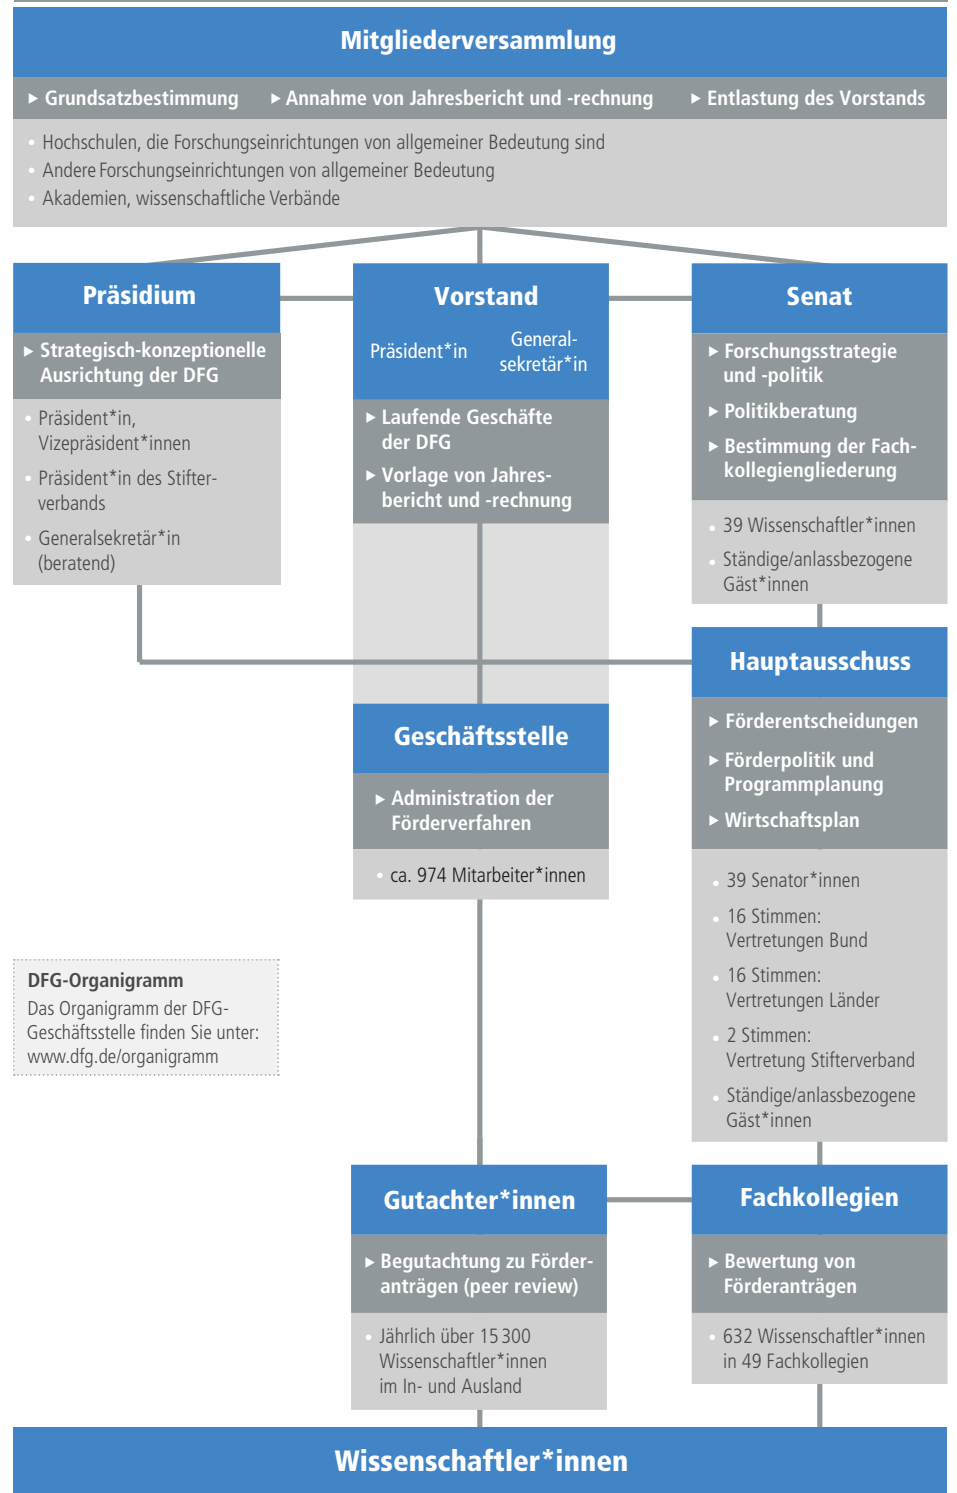 Mitgliederversammlung
▸ Grundsatzbestimmung ▸ Annahme von Jahresbericht und -rechnung ▸ Entlastung des Vorstands
• Hochschulen, die Forschungseinrichtungen von allgemeiner Bedeutung sind
• Andere Forschungseinrichtungen von allgemeiner Bedeutung
• Akademien, wissenschaftliche Verbände
Präsidium
▸ Strategisch-konzeptionelle
Ausrichtung der DFG
• Präsident*in,
Vizepräsident*innen
• Präsident*in des Stifter-
verbands
• Generalsekretär*in
(beratend)
Vorstand
Präsident*in
General-
sekretär*in
▸ Laufende Geschäfte
der DFG
▸ Vorlage von Jahres-
bericht und -rechnung
Senat
▸ Forschungsstrategie
und -politik
▸ Politikberatung
▸ Bestimmung der Fach-
kollegiengliederung
• 39 Wissenschaftler*innen
• Ständige/anlassbezogene
Gäst*innen
Hauptausschuss
▸ Förderentscheidungen
▸ Förderpolitik und
Programmplanung
▸ Wirtschaftsplan
• 39 Senator*innen
• 16 Stimmen:
Vertretungen Bund
• 16 Stimmen:
Vertretungen Länder
• 2 Stimmen:
Vertretung Stifterverband
• Ständige/anlassbezogene
Gäst*innen
Geschäftsstelle
▸ Administration der
Förderverfahren
• ca. 974 Mitarbeiter*innen
DFG-Organigramm
Das Organigramm der DFG-
Geschäftsstelle finden Sie unter:
www.dfg.de/organigramm
Gutachter*innen
▸ Begutachtung zu Förder-
anträgen (peer review)
• Jährlich über 15 300
Wissenschaftler*innen
im In- und Ausland
Fachkollegien
▸ Bewertung von
Förderanträgen
• 632 Wissenschaftler*innen
in 49 Fachkollegien
Wissenschaftler*innen